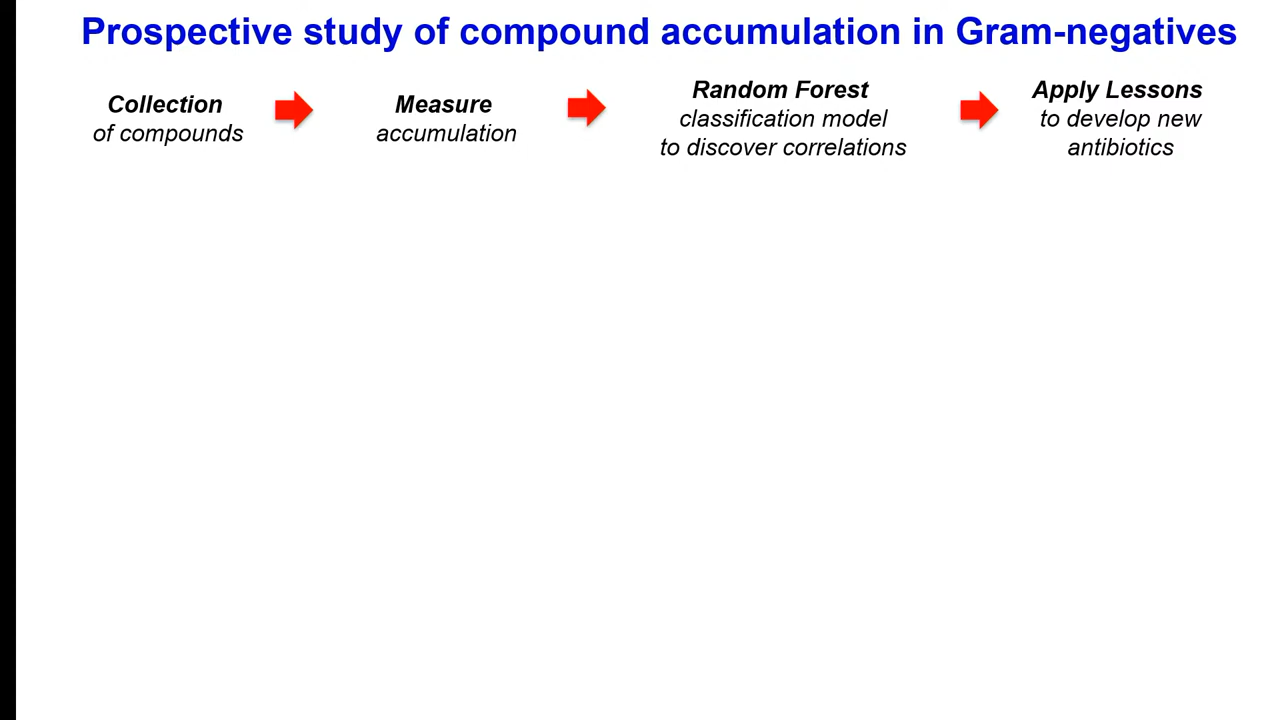 Prospective study of compound accumulation in Gram-negatives
Collection
of compounds
Measure
accumulation
Random Forest
classification model
to discover correlations
Apply Lessons
to develop new
antibiotics